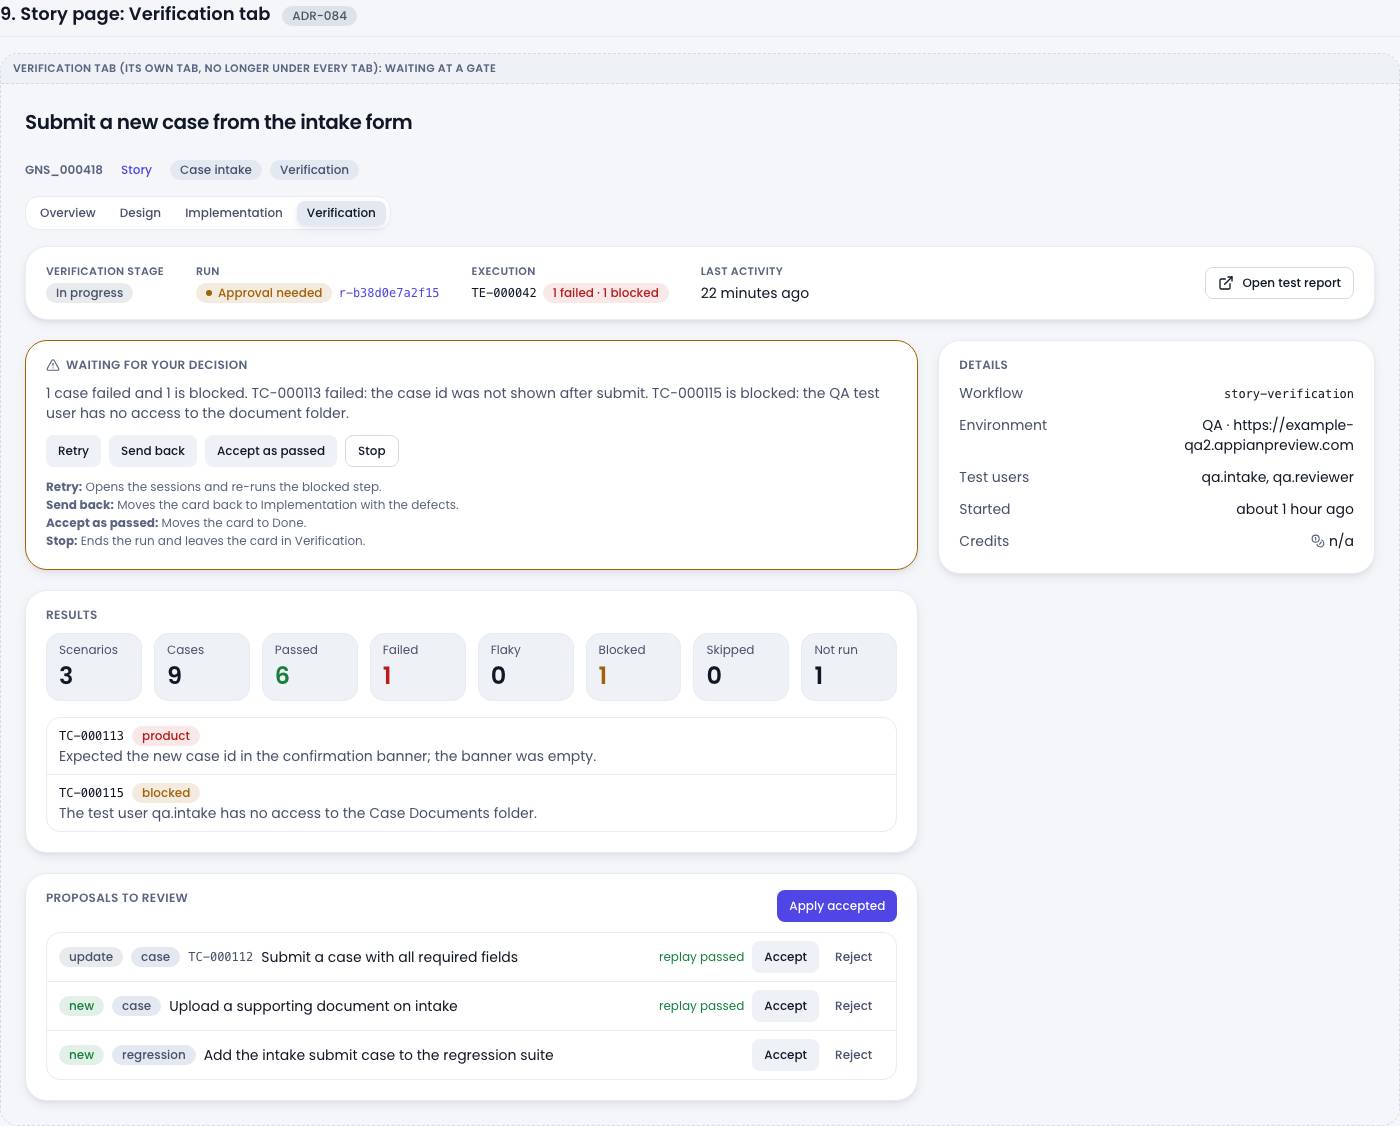 9. Story page: Verification tab ADR-084
VERIFICATION TAB (ITS OWN TAB, NO LONGER UNDER EVERY TAB): WAITING AT A GATE
Submit a new case from the intake form
GNS_000418 Story Case intake Verification
Overview Design Implementation Verification
VERIFICATION STAGE RUN EXECUTION LAST ACTIVITY
In progress Approval needed r-b38d0e7a2f15 TE-000042 1 failed · 1 blocked 22 minutes ago
Open test report
WAITING FOR YOUR DECISION
1 case failed and 1 is blocked. TC-000113 failed: the case id was not shown after submit. TC-000115 is blocked: the QA test
user has no access to the document folder.
Retry Send back Accept as passed Stop
Retry: Opens the sessions and re-runs the blocked step.
Send back: Moves the card back to Implementation with the defects.
Accept as passed: Moves the card to Done.
Stop: Ends the run and leaves the card in Verification.
DETAILS
Workflow story-verification
Environment QA · https://example-
qa2.appianpreview.com
Test users qa.intake, qa.reviewer
Started about 1 hour ago
Credits n/a
RESULTS
Scenarios Cases Passed Failed Flaky Blocked Skipped Not run
3 9 6 1 0 1 0 1
TC-000113 product
Expected the new case id in the confirmation banner; the banner was empty.
TC-000115 blocked
The test user qa.intake has no access to the Case Documents folder.
PROPOSALS TO REVIEW Apply accepted
update case TC-000112 Submit a case with all required fields replay passed Accept Reject
new case Upload a supporting document on intake replay passed Accept Reject
new regression Add the intake submit case to the regression suite Accept Reject